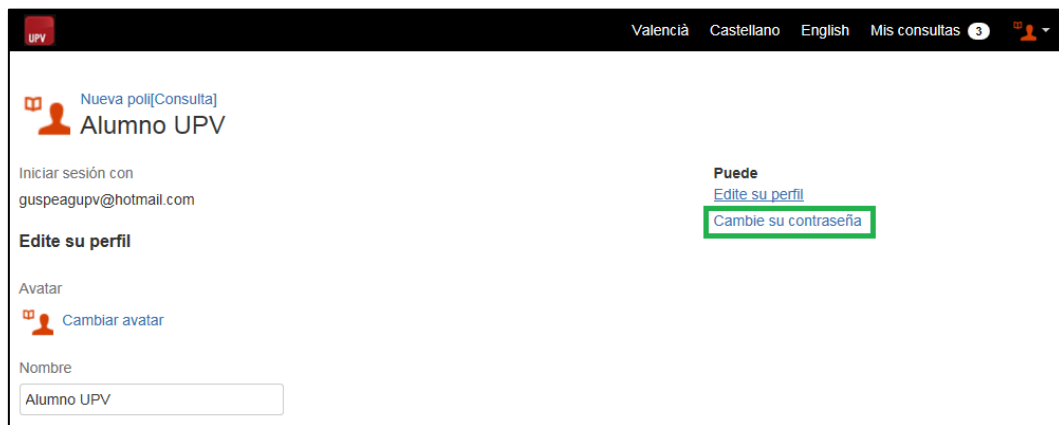 UPV
Valencià Castellano English Mis consultas 3
Nueva poli[Consulta]
Alumno UPV
Iniciar sesión con
guspeagupv@hotmail.com
Edite su perfil
Avatar
Cambiar avatar
Nombre
Alumno UPV
Puede
Edite su perfil
Cambie su contraseña